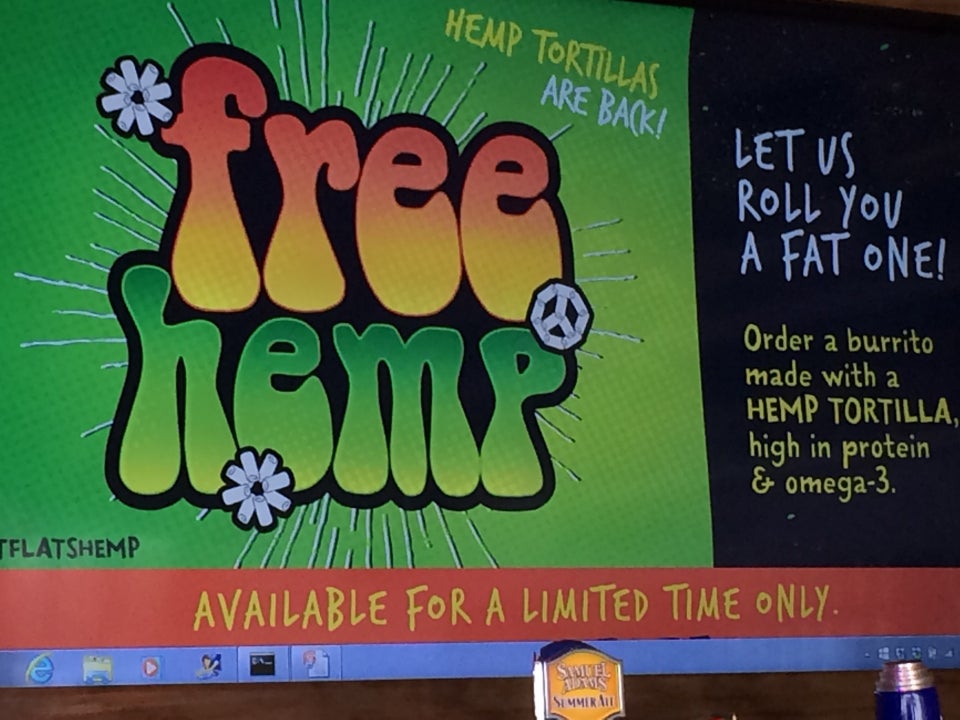 HEMP TORTILLAS
ARE BACK!
free
hemp
TFLATSHEMP
LET US
ROLL YOU
A FAT ONE!
Order a burrito
made with a
HEMP TORTILLA,
high in protein
& omega-3.
AVAILABLE FOR A LIMITED TIME ONLY.
SAMUEL
ADAMS
SUMMER ALE